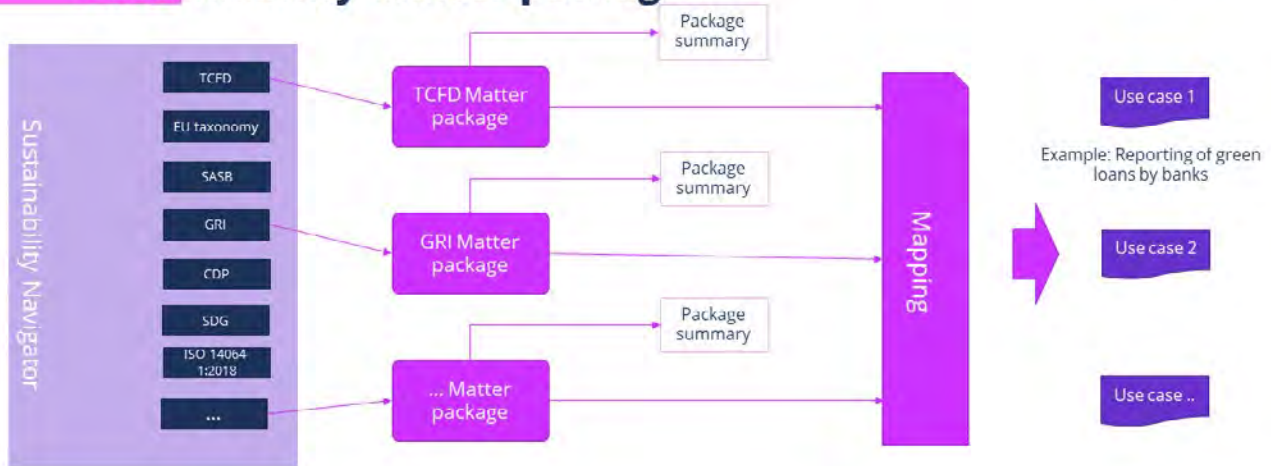 Sustainability Navigator
TCFD
EU taxonomy
SASB
GRI
CDP
SDG
ISO 14064
1:2018
...
TCFD Matter
package
Package
summary
GRI Matter
package
Package
summary
... Matter
package
Package
summary
Mapping
Use case 1
Example: Reporting of green
loans by banks
Use case 2
Use case ..